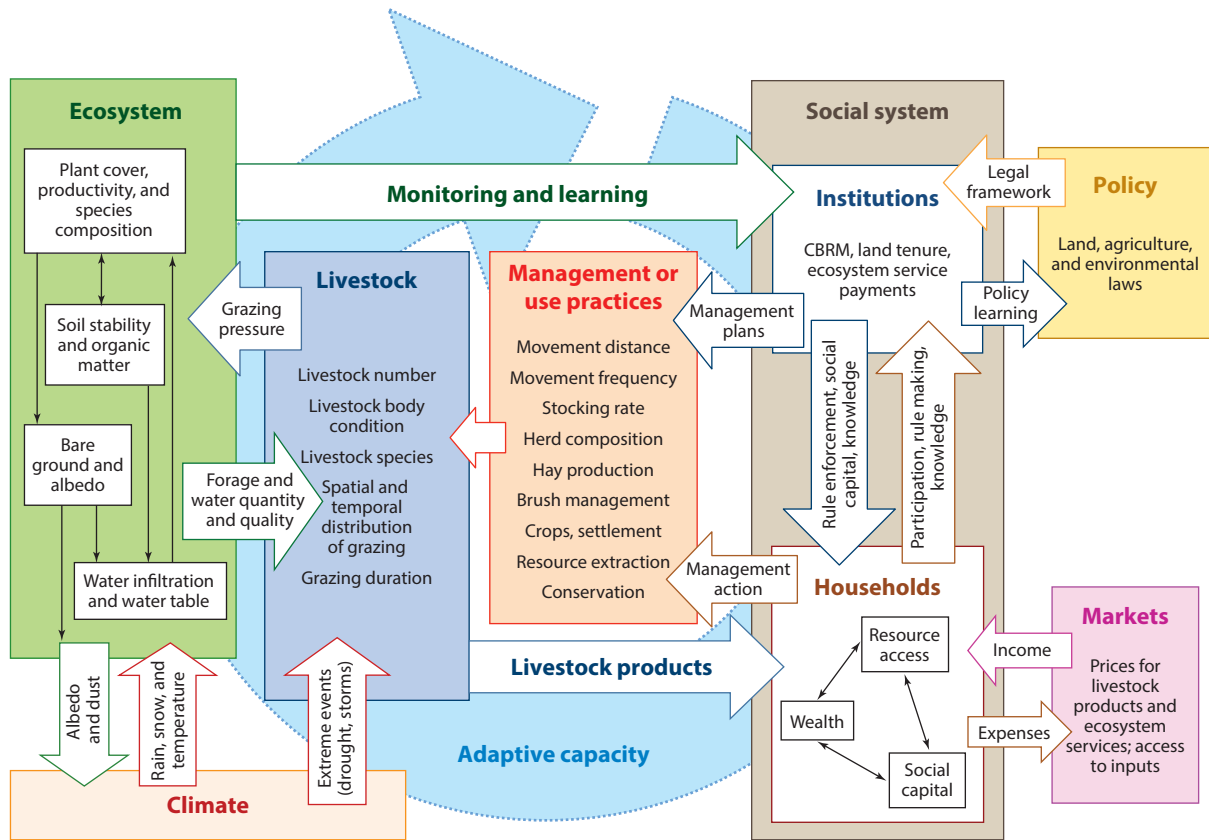 Ecosystem
Plant cover,
productivity, and
species
composition
Soil stability
and organic
matter
Bare
ground and
albedo
Water infiltration
and water table
Monitoring and learning
Grazing
pressure
Forage and
water quantity
and quality
Livestock
Livestock number
Livestock body
condition
Livestock species
Spatial and
temporal
distribution
of grazing
Grazing duration
Management or
use practices
Movement distance
Movement frequency
Stocking rate
Herd composition
Hay production
Brush management
Crops, settlement
Resource extraction
Conservation
Management
plans
Management
action
Social system
Institutions
CBRM, land tenure,
ecosystem service
payments
Legal
framework
Policy
learning
Policy
Land, agriculture,
and environmental
laws
Rule enforcement, social
capital, knowledge
Participation, rule making,
knowledge
Households
Resource
access
Wealth
Social
capital
Income
Expenses
Markets
Prices for
livestock
products and
ecosystem
services; access
to inputs
Livestock products
Adaptive capacity
Albedo
and dust
Rain, snow, and
temperature
Extreme events
(drought, storms)
Climate